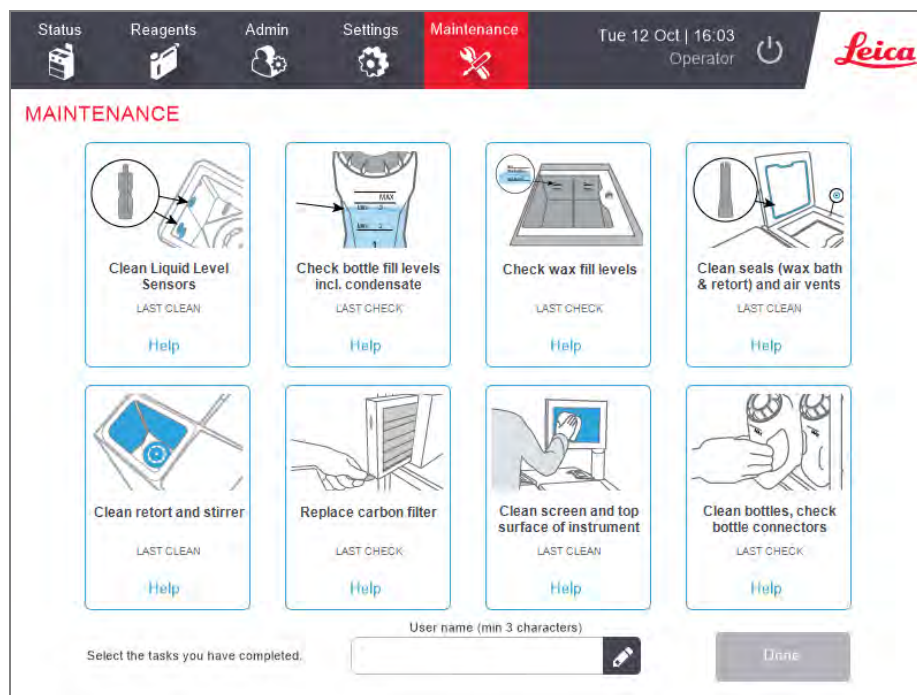 Status Reagents Admin Settings Maintenance
Tue 12 Oct | 16:03
Operator
Leica
MAINTENANCE
MAX
MIN 2
1
Clean Liquid Level
Sensors
LAST CLEAN
Help
Check bottle fill levels
incl. condensate
LAST CHECK
Help
Check wax fill levels
LAST CHECK
Help
Clean seals (wax bath
& retort) and air vents
LAST CLEAN
Help
Clean retort and stirrer
LAST CLEAN
Help
Replace carbon filter
LAST CHECK
Help
Clean screen and top
surface of instrument
LAST CLEAN
Help
Clean bottles, check
bottle connectors
LAST CHECK
Help
User name (min 3 characters)
Select the tasks you have completed.
Done